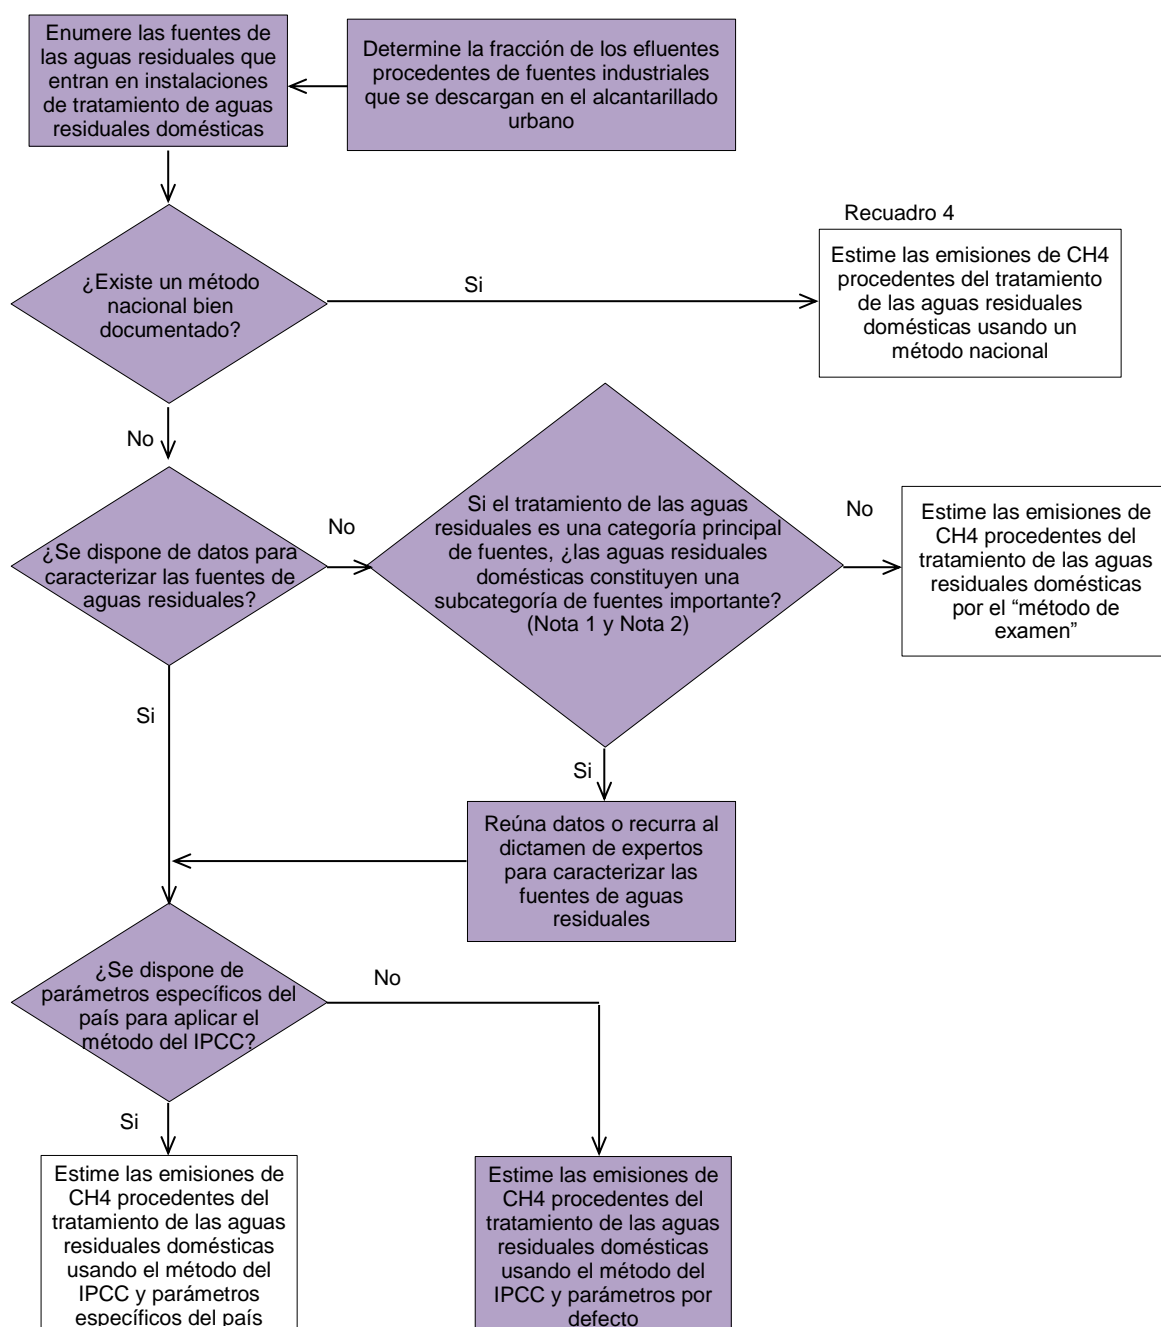 Enumere las fuentes de
las aguas residuales que
entran en instalaciones
de tratamiento de aguas
residuales domésticas
Determine la fracción de los efluentes
procedentes de fuentes industriales
que se descargan en el alcantarillado
urbano
¿Existe un método
nacional bien
documentado?
Si
Recuadro 4
Estime las emisiones de CH4
procedentes del tratamiento
de las aguas residuales
domésticas usando un
método nacional
No
¿Se dispone de datos para
caracterizar las fuentes de
aguas residuales?
No
Si el tratamiento de las aguas
residuales es una categoría principal
de fuentes, ¿las aguas residuales
domésticas constituyen una
subcategoría de fuentes importante?
(Nota 1 y Nota 2)
No
Estime las emisiones de
CH4 procedentes del
tratamiento de las aguas
residuales domésticas
por el “método de
examen”
Si
Si
Reúna datos o recurra al
dictamen de expertos
para caracterizar las
fuentes de aguas
residuales
¿Se dispone de
parámetros específicos del
país para aplicar el
método del IPCC?
No
Si
Estime las emisiones de
CH4 procedentes del
tratamiento de las aguas
residuales domésticas
usando el método del
IPCC y parámetros
específicos del país
Estime las emisiones de
CH4 procedentes del
tratamiento de las aguas
residuales domésticas
usando el método del
IPCC y parámetros por
defecto